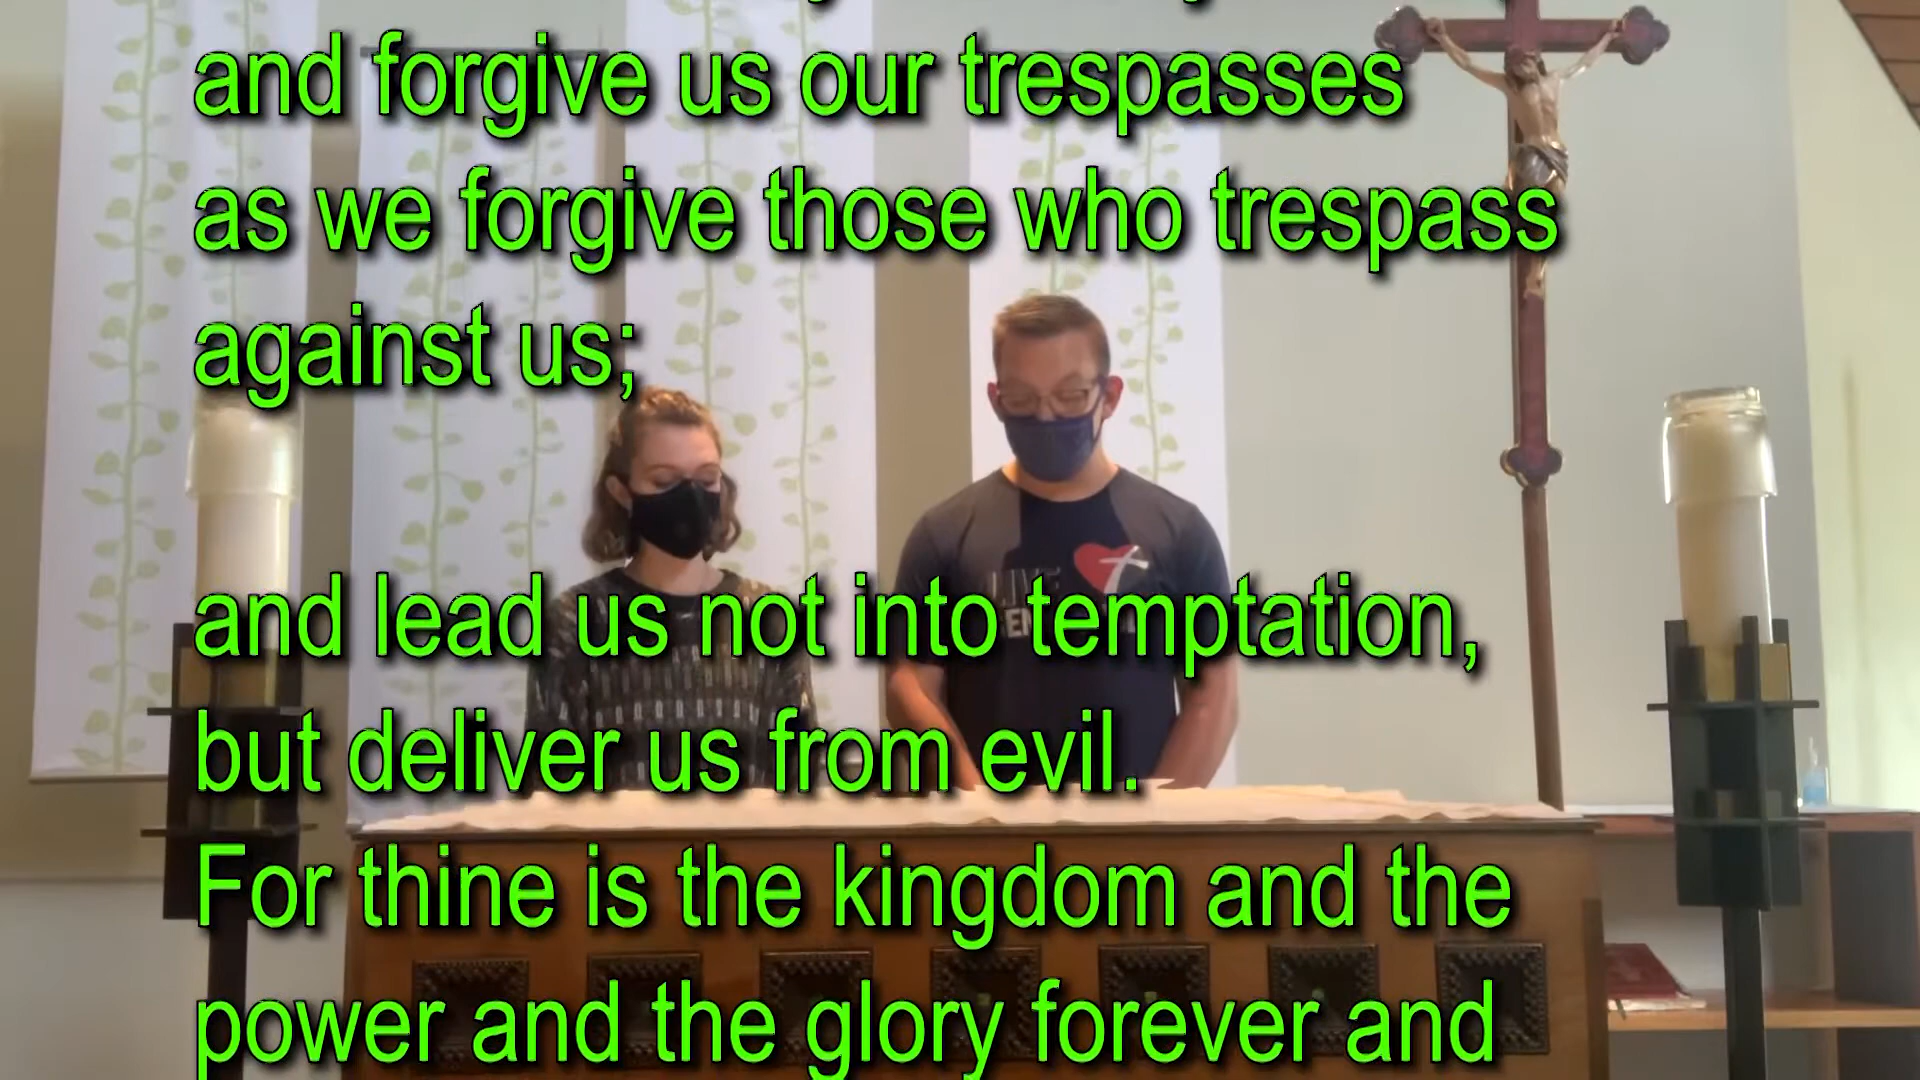 and forgive us our trespasses
as we forgive those who trespass
against us;
LIVE
and lead us not into temptation,
but deliver us from evil.
For thine is the kingdom and the
power and the glory forever and